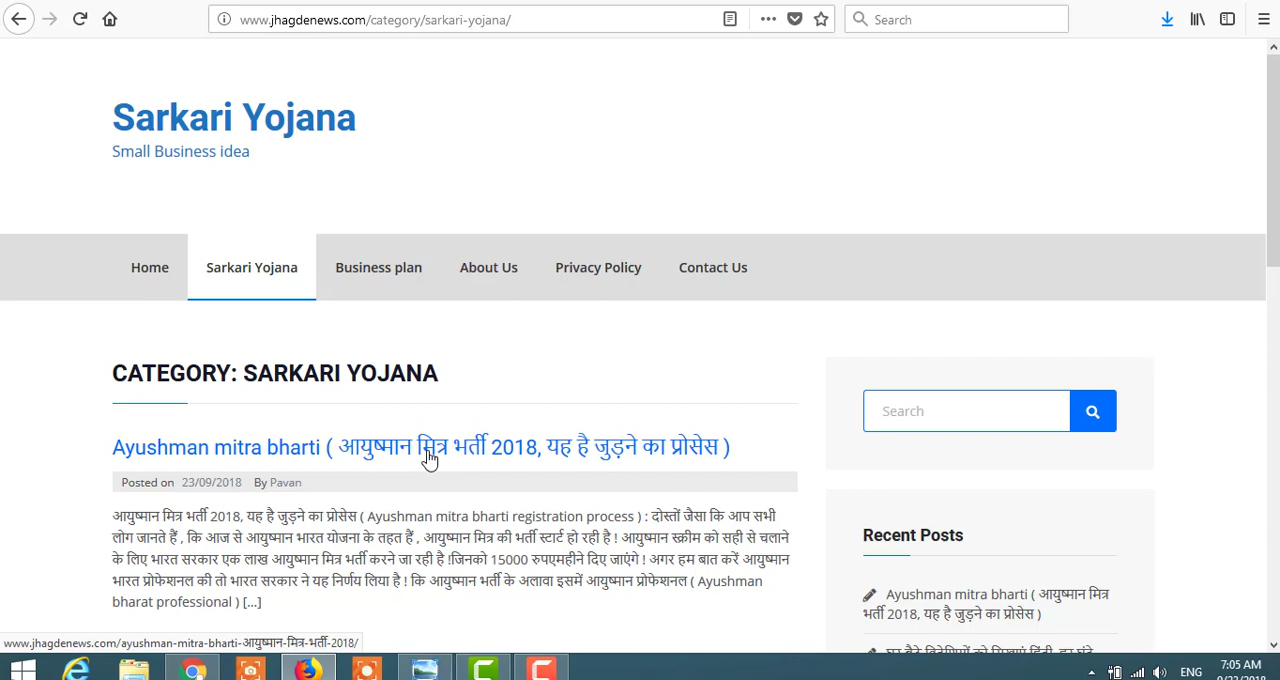 www.jhagdenews.com/category/sarkari-yojana/
Search
Sarkari Yojana
Small Business idea
Home
Sarkari Yojana
Business plan
About Us
Privacy Policy
Contact Us
CATEGORY: SARKARI YOJANA
Search
Ayushman mitra bharti ( आयुष्मान मित्र भर्ती 2018, यह है जुड़ने का प्रोसेस )
Posted on 23/09/2018 By Pavan
आयुष्मान मित्र भर्ती 2018, यह है जुड़ने का प्रोसेस ( Ayushman mitra bharti registration process ) : दोस्तों जैसा कि आप सभी
लोग जानते हैं , कि आज से आयुष्मान भारत योजना के तहत हैं , आयुष्मान मित्र की भर्ती स्टार्ट हो रही है ! आयुष्मान स्क्रीम को सही से चलाने
के लिए भारत सरकार एक लाख आयुष्मान मित्र भर्ती करने जा रही है !जिनको 15000 रुपएमहीने दिए जाएंगे ! अगर हम बात करें आयुष्मान
भारत प्रोफेशनल की तो भारत सरकार ने यह निर्णय लिया है ! कि आयुष्मान भर्ती के अलावा इसमें आयुष्मान प्रोफेशनल ( Ayushman
bharat professional ) [...]
Recent Posts
Ayushman mitra bharti ( आयुष्मान मित्र
भर्ती 2018, यह है जुड़ने का प्रोसेस )
www.jhagdenews.com/ayushman-mitra-bharti-आयुष्मान-मित्र-भर्ती-2018/
ENG
7:05 AM